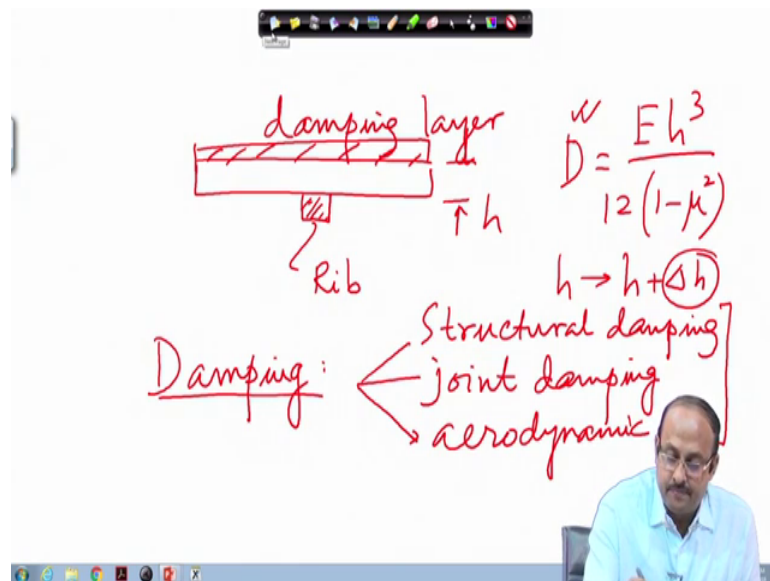 damping layer
D = Eh³ / 12(1-μ²)
h
Rib
h → h + Δh
Damping:
Structural damping
joint damping
aerodynamic